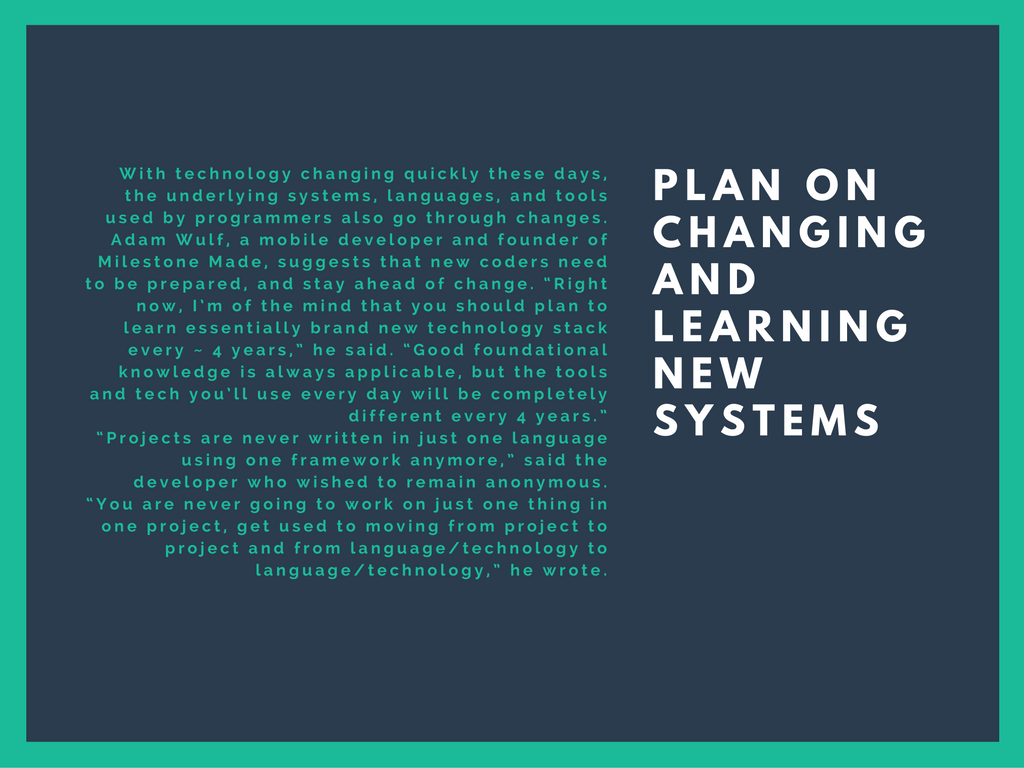 With technology changing quickly these days,
the underlying systems, languages, and tools
used by programmers also go through changes.
Adam Wulf, a mobile developer and founder of
Milestone Made, suggests that new coders need
to be prepared, and stay ahead of change. “Right
now, I’m of the mind that you should plan to
learn essentially brand new technology stack
every ~ 4 years,” he said. “Good foundational
knowledge is always applicable, but the tools
and tech you’ll use every day will be completely
different every 4 years.”
“Projects are never written in just one language
using one framework anymore,” said the
developer who wished to remain anonymous.
“You are never going to work on just one thing in
one project, get used to moving from project to
project and from language/technology to
language/technology,” he wrote.
PLAN ON
CHANGING
AND
LEARNING
NEW
SYSTEMS